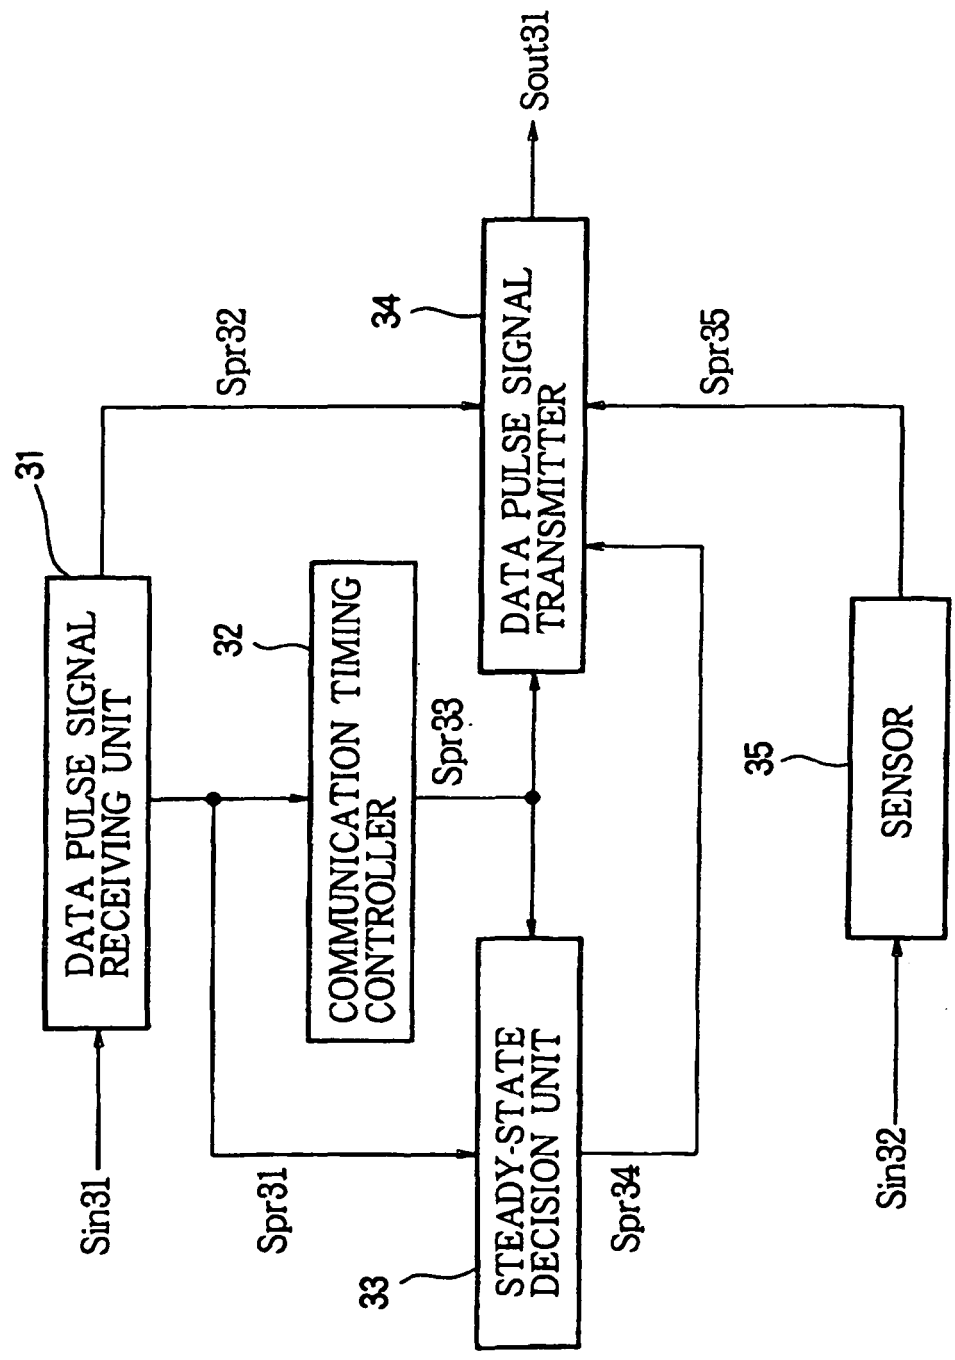 Sin31
DATA PULSE SIGNAL
RECEIVING UNIT
31
Spr32
Spr31
32
COMMUNICATION TIMING
CONTROLLER
Spr33
33
STEADY-STATE
DECISION UNIT
Spr34
34
DATA PULSE SIGNAL
TRANSMITTER
Sout31
Spr35
35
SENSOR
Sin32